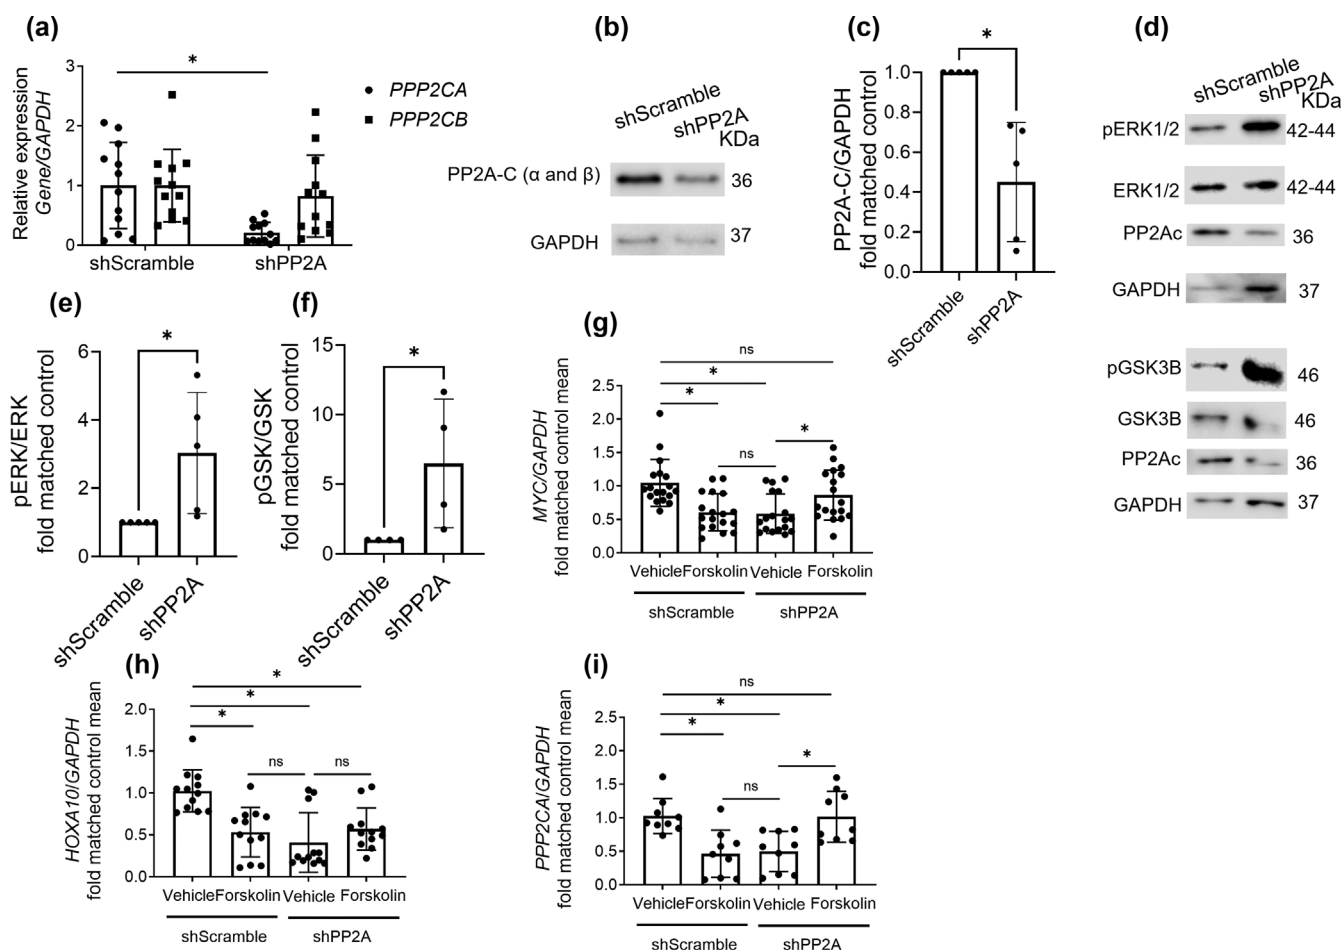 (a)
Relative expression
Gene/GAPDH
3
2
1
0
*
PPP2CA
PPP2CB
shScramble
shPP2A
(b)
shScramble
shPP2A
KDa
PP2A-C (α and β)
36
GAPDH
37
(c)
PP2A-C/GAPDH
fold matched control
1.0
0.8
0.6
0.4
0.2
0.0
*
shScramble
shPP2A
(d)
shScramble
shPP2A
KDa
pERK1/2
42-44
ERK1/2
42-44
PP2Ac
36
GAPDH
37
pGSK3B
46
GSK3B
46
PP2Ac
36
GAPDH
37
(e)
pERK/ERK
fold matched control
6
4
2
0
*
shScramble
shPP2A
(f)
pGSK/GSK
fold matched control
15
10
5
0
*
shScramble
shPP2A
(g)
MYC/GAPDH
fold matched control mean
2.5
2.0
1.5
1.0
0.5
0.0
ns
*
*
*
ns
Vehicle Forskolin Vehicle Forskolin
shScramble
shPP2A
(h)
HOXA10/GAPDH
fold matched control mean
2.0
1.5
1.0
0.5
0.0
*
*
*
ns
ns
Vehicle Forskolin Vehicle Forskolin
shScramble
shPP2A
(i)
PPP2CA/GAPDH
fold matched control mean
2.5
2.0
1.5
1.0
0.5
0.0
ns
*
*
*
ns
Vehicle Forskolin Vehicle Forskolin
shScramble
shPP2A